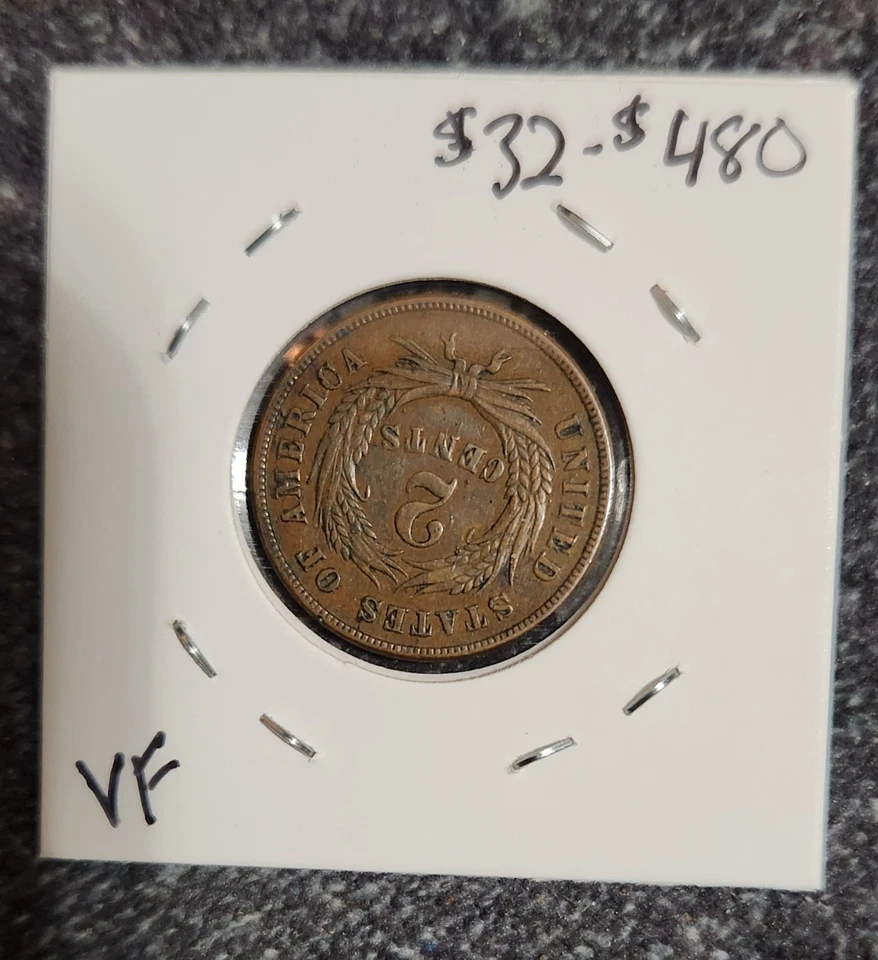 $32-$480
UNITED STATES OF AMERICA
2
CENTS
VF